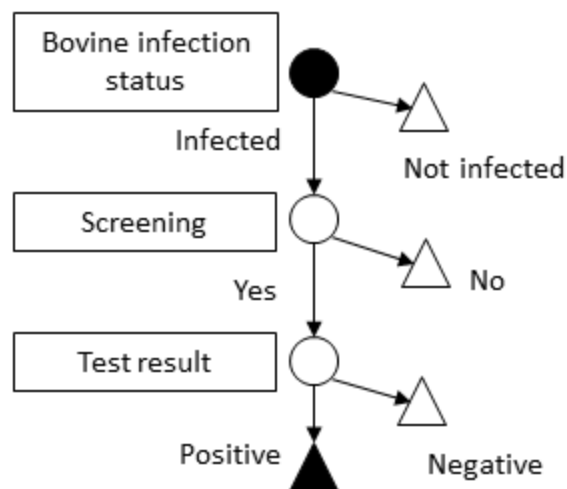 Bovine infection
status
Infected
Not infected
Screening
Yes
No
Test result
Positive
Negative